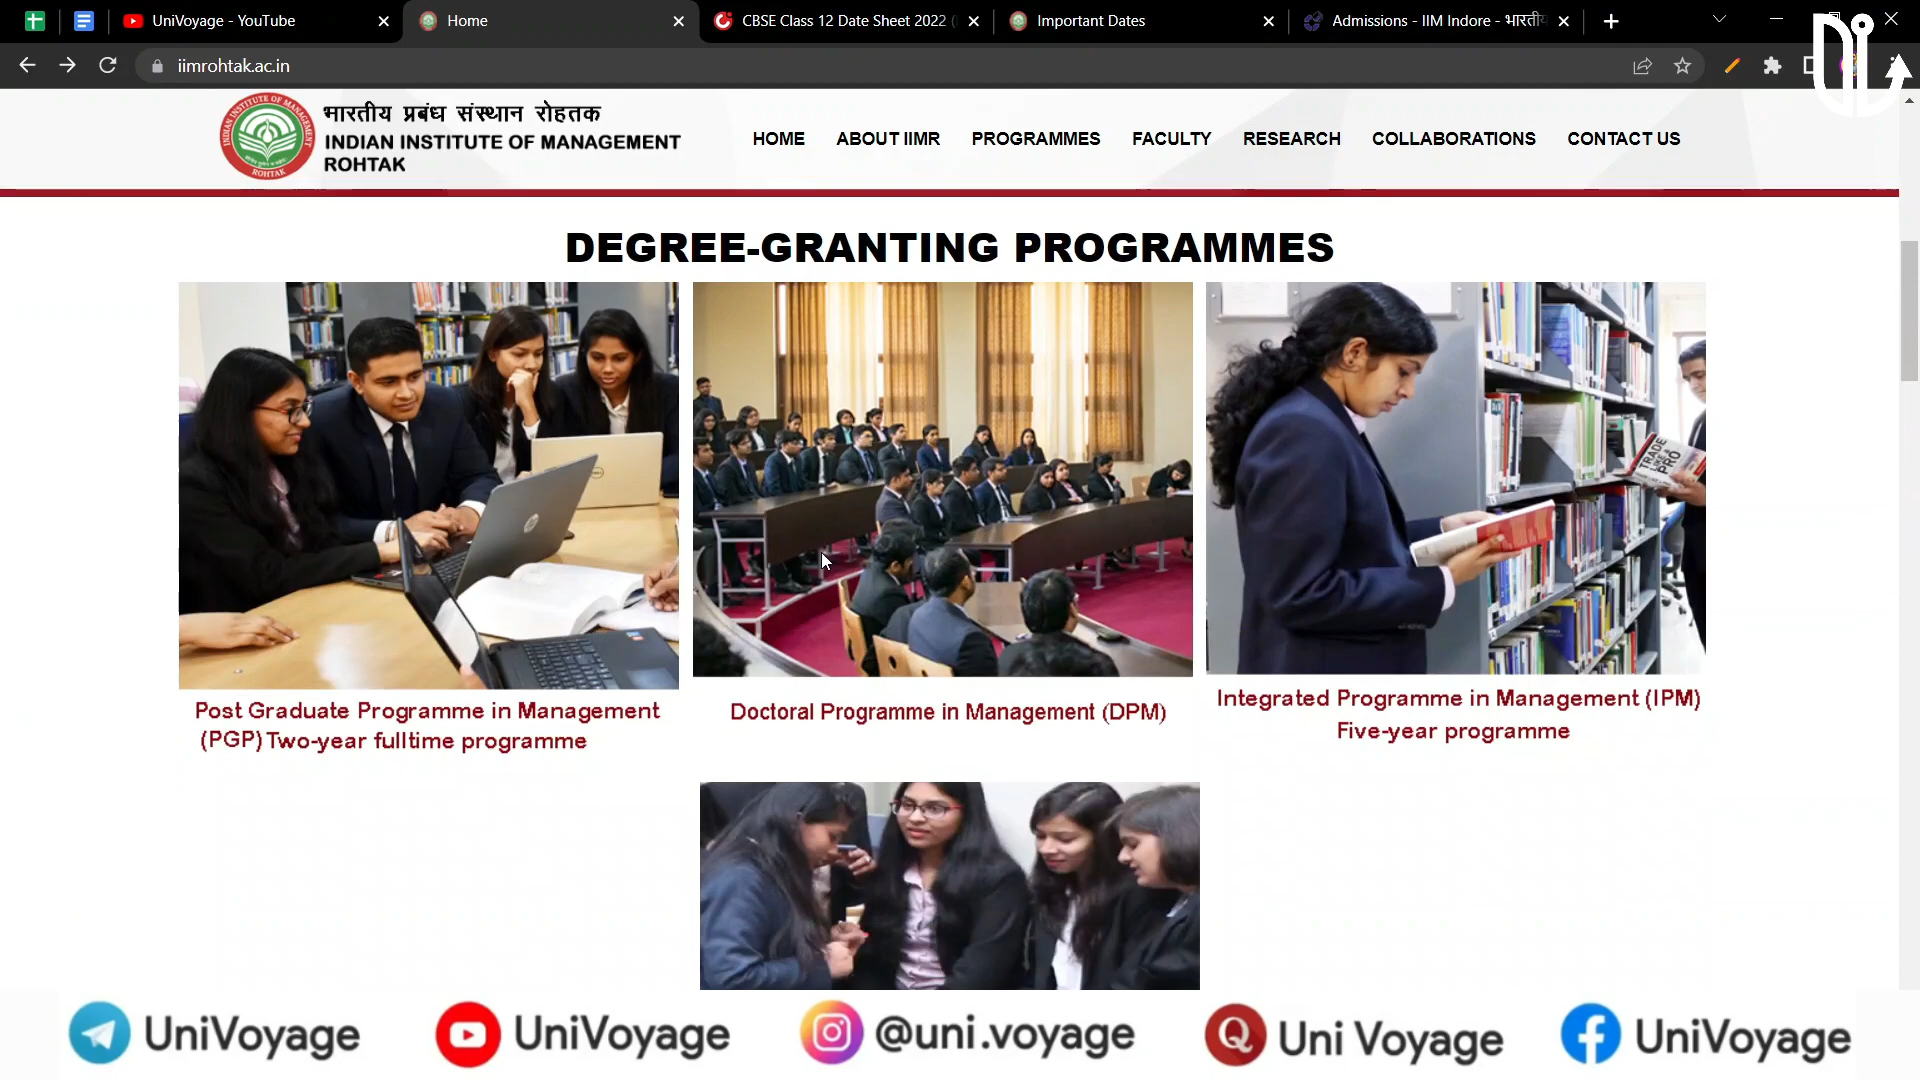 UniVoyage - YouTube
Home
CBSE Class 12 Date Sheet 2022
Important Dates
Admissions - IIM Indore - भारतीय
iimrohtak.ac.in
भारतीय प्रबंध संस्थान रोहतक
INDIAN INSTITUTE OF MANAGEMENT
ROHTAK
HOME
ABOUT IIMR
PROGRAMMES
FACULTY
RESEARCH
COLLABORATIONS
CONTACT US
DEGREE-GRANTING PROGRAMMES
TRADE
LIKE A
PRO
Post Graduate Programme in Management
(PGP) Two-year fulltime programme
Doctoral Programme in Management (DPM)
Integrated Programme in Management (IPM)
Five-year programme
UniVoyage
UniVoyage
@uni.voyage
Uni Voyage
UniVoyage